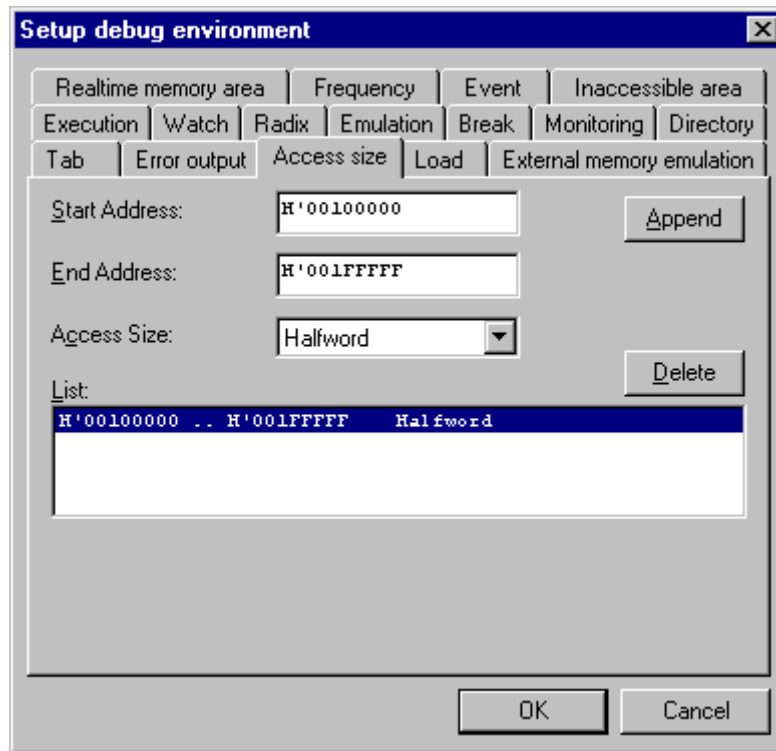 Setup debug environment
Realtime memory area Frequency Event Inaccessible area
Execution Watch Radix Emulation Break Monitoring Directory
Tab Error output Access size Load External memory emulation
Start Address: H'00100000 Append
End Address: H'001FFFFF
Access Size: Halfword
Delete
List:
H'00100000 .. H'001FFFFF Halfword
OK Cancel